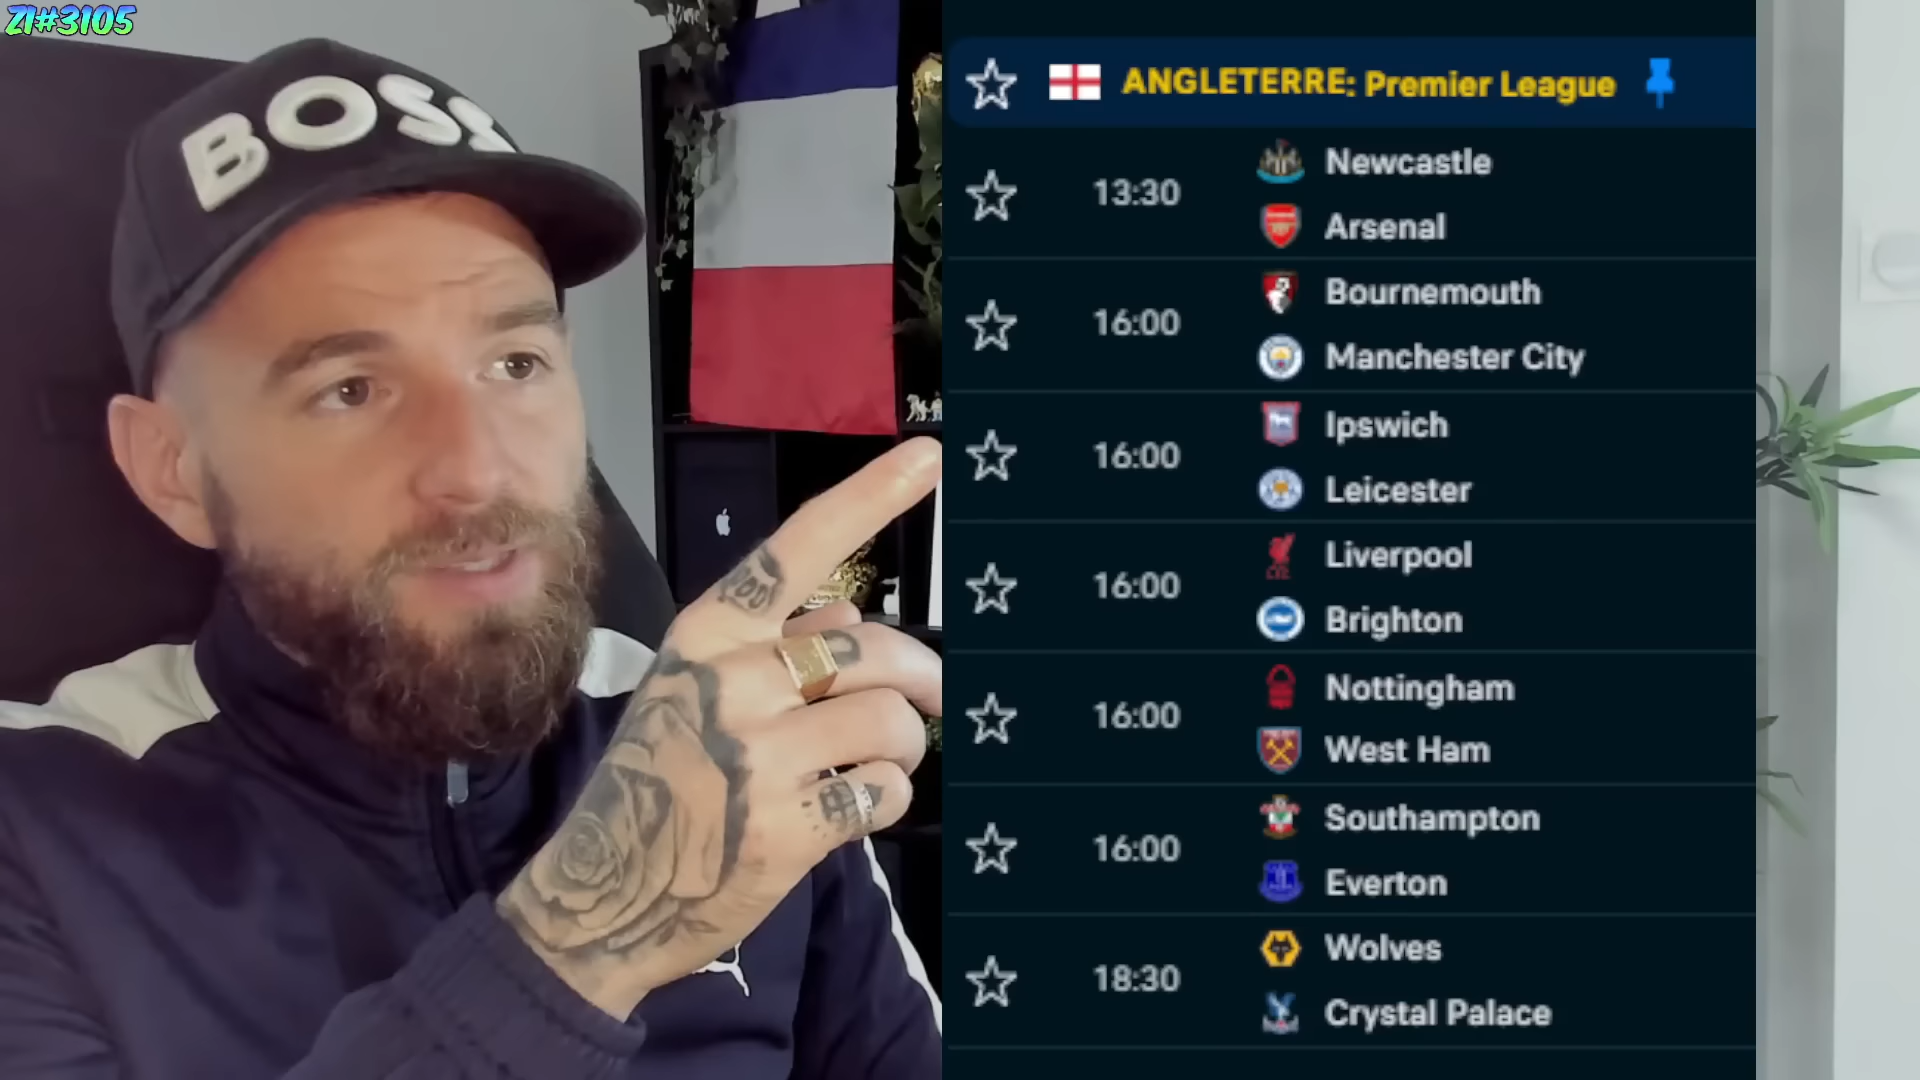 Z1#3105
BOSS
ANGLETERRE: Premier League
13:30
Newcastle
Arsenal
16:00
Bournemouth
Manchester City
16:00
Ipswich
Leicester
16:00
Liverpool
Brighton
16:00
Nottingham
West Ham
16:00
Southampton
Everton
18:30
Wolves
Crystal Palace